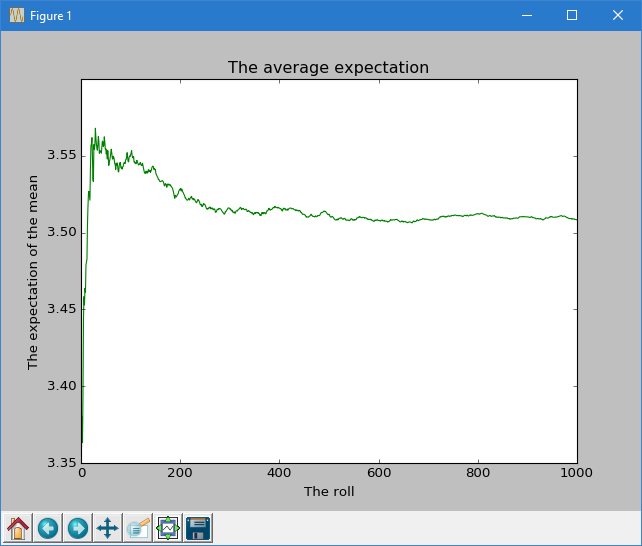 Figure 1
The average expectation
The expectation of the mean
3.55
3.50
3.45
3.40
3.35
0 200 400 600 800 1000
The roll